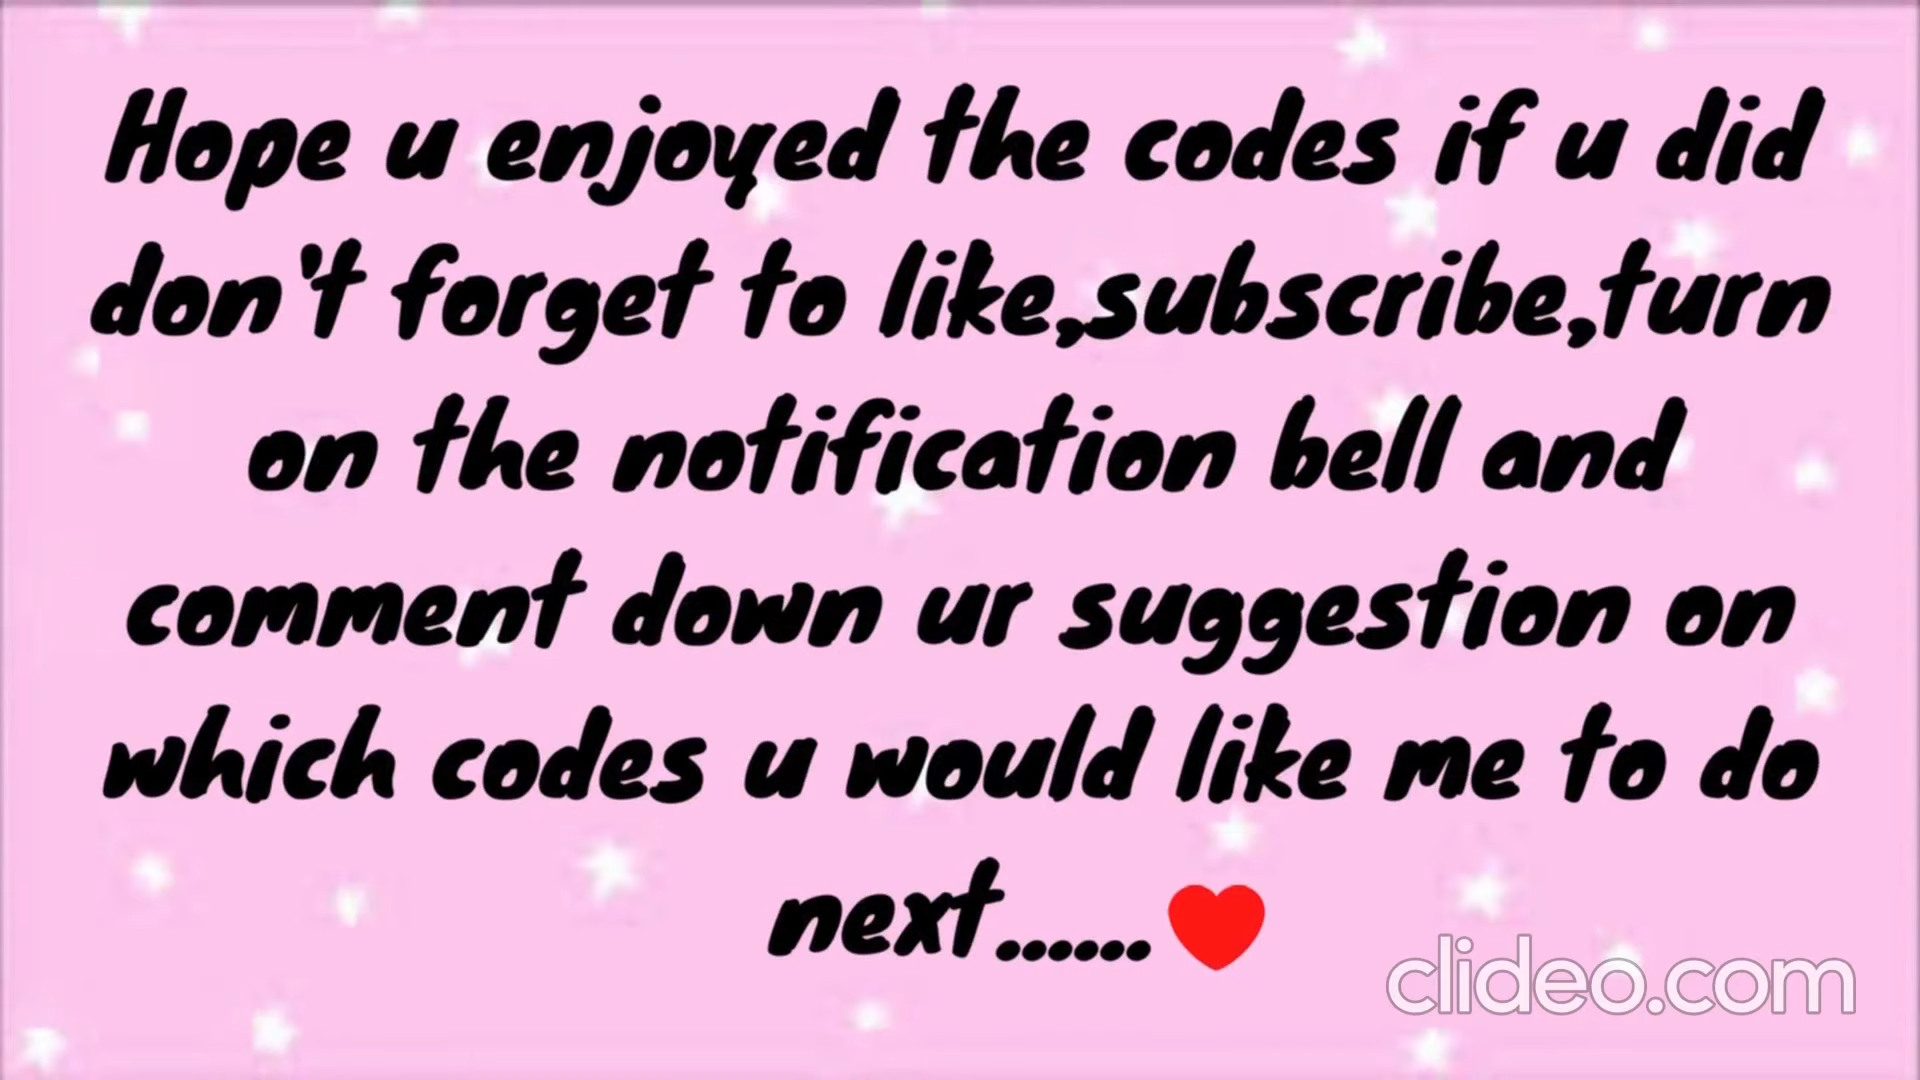 Hope u enjoyed the codes if u did
don't forget to like,subscribe,turn
on the notification bell and
comment down ur suggestion on
which codes u would like me to do
next......❤
clideo.com